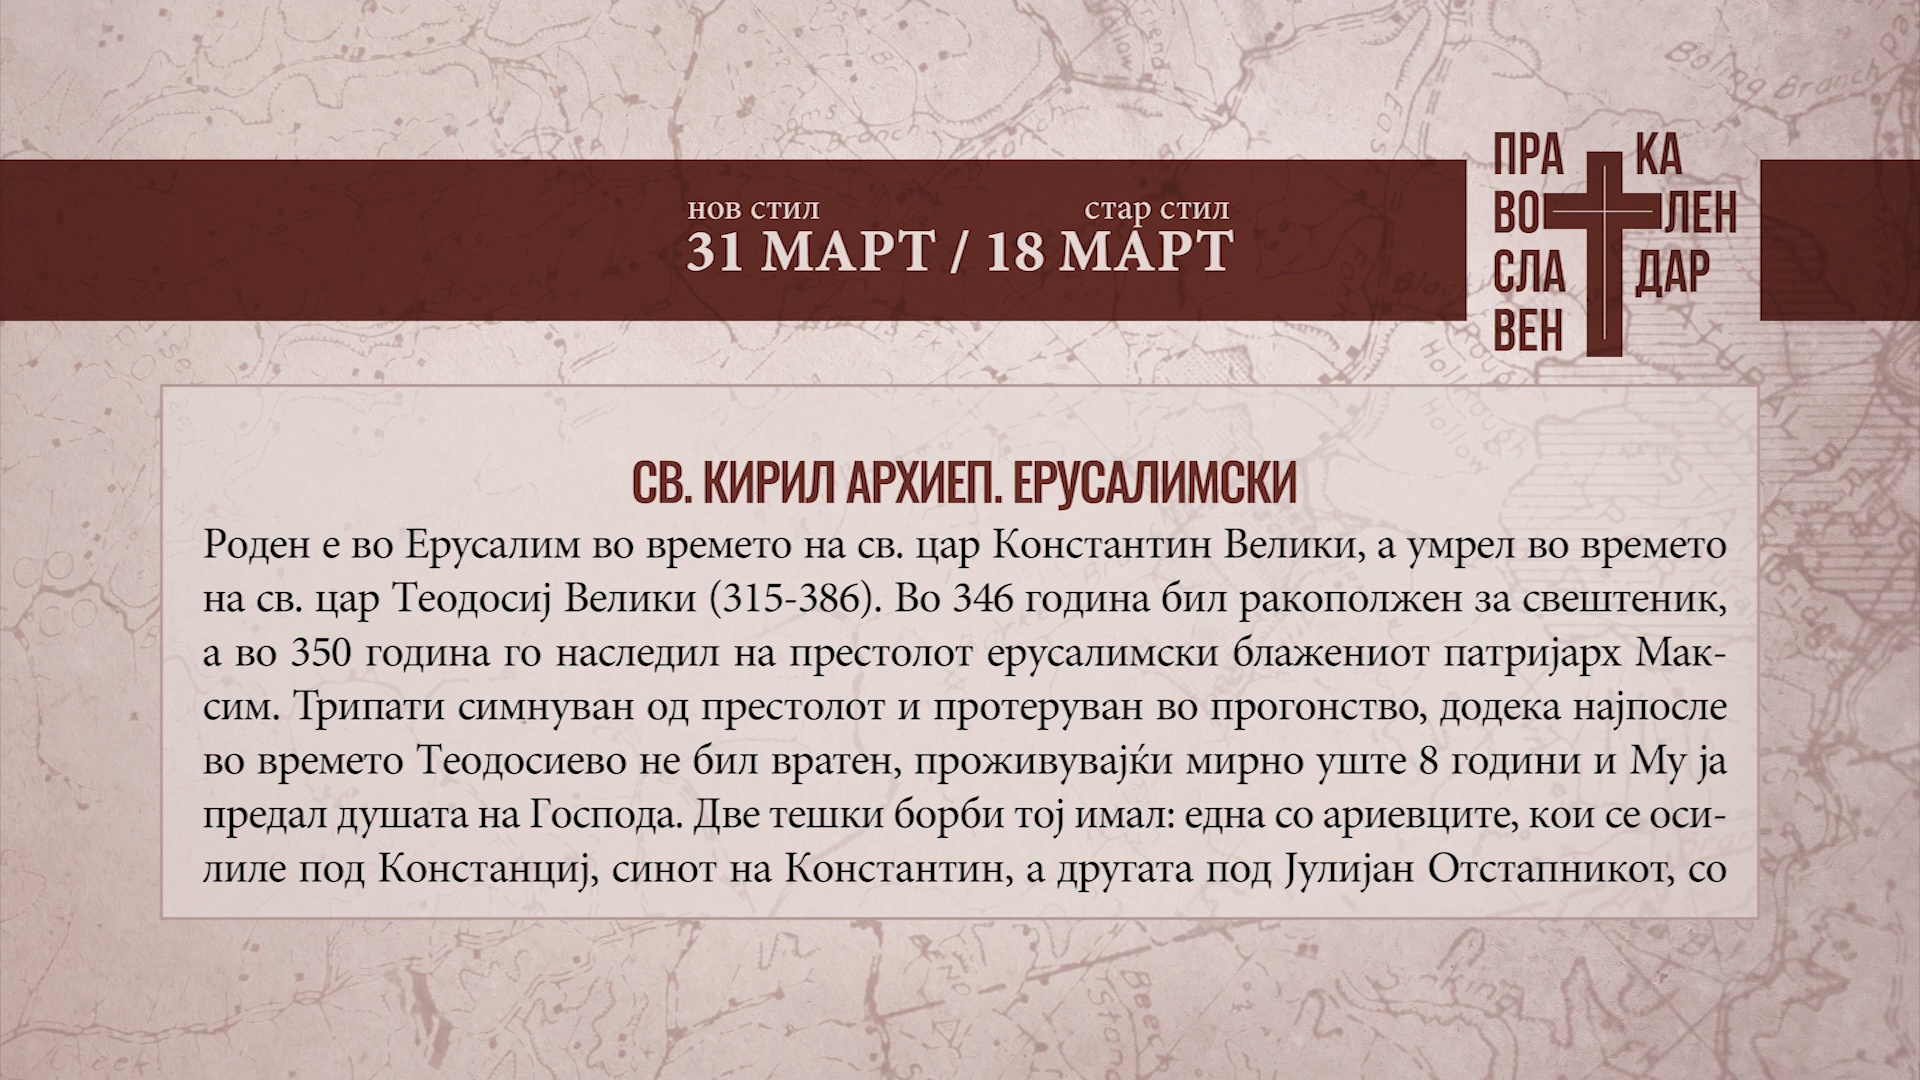 нов стил
стар стил
31 МАРТ / 18 МАРТ
ПРА
ВО
СЛА
ВЕН
КА
ЛЕН
ДАР
СВ. КИРИЛ АРХИЕП. ЕРУСАЛИМСКИ
Роден е во Ерусалим во времето на св. цар Константин Велики, а умрел во времето
на св. цар Теодосиј Велики (315-386). Во 346 година бил ракоположен за свештеник,
а во 350 година го наследил на престолот ерусалимски блажениот патријарх Мак-
сим. Трипати симнуван од престолот и протеруван во прогонство, додека најпосле
во времето Теодосиево не бил вратен, проживувајќи мирно уште 8 години и Му ја
предал душата на Господа. Две тешки борби тој имал: една со ариевците, кои се оси-
лиле под Констанциј, синот на Константин, а другата под Јулијан Отстапникот, со